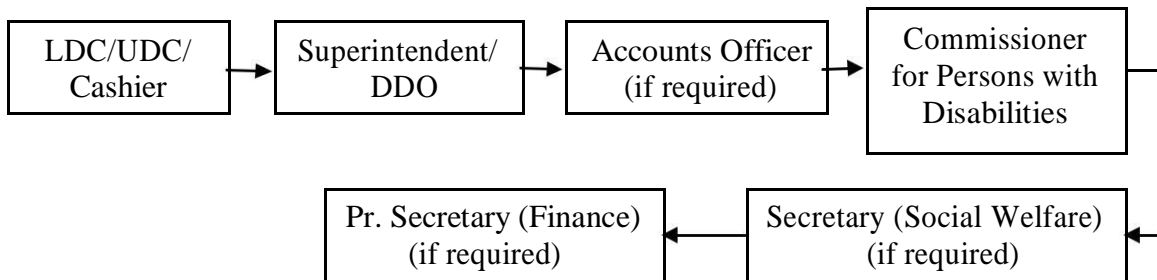 LDC/UDC/
Cashier
Superintendent/
DDO
Accounts Officer
(if required)
Commissioner
for Persons with
Disabilities
Secretary (Social Welfare)
(if required)
Pr. Secretary (Finance)
(if required)